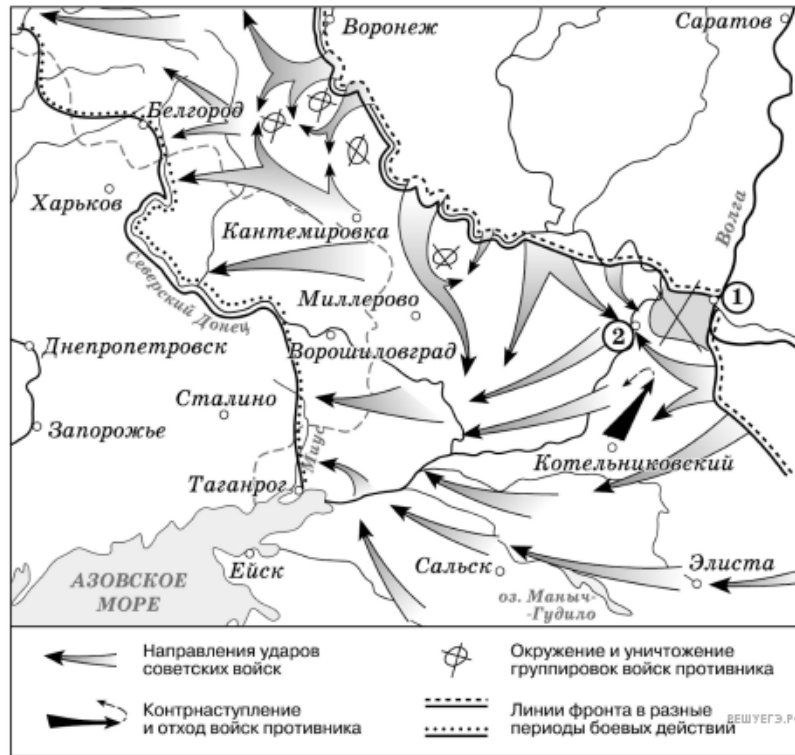 Воронеж
Саратов
Белгород
Харьков
Волга
Кантемировка
Северский Донец
Миллерово
1
2
Днепропетровск
Ворошиловград
Сталино
Запорожье
Миус
Котельниковский
Таганрог
Ейск
Сальск
Элиста
АЗОВСКОЕ
МОРЕ
оз. Маныч-
-Гудило
Направления ударов
советских войск
Окружение и уничтожение
группировок войск противника
Контрнаступление
и отход войск противника
Линии фронта в разные
периоды боевых действий
РЕШУЕГЭ.РФ